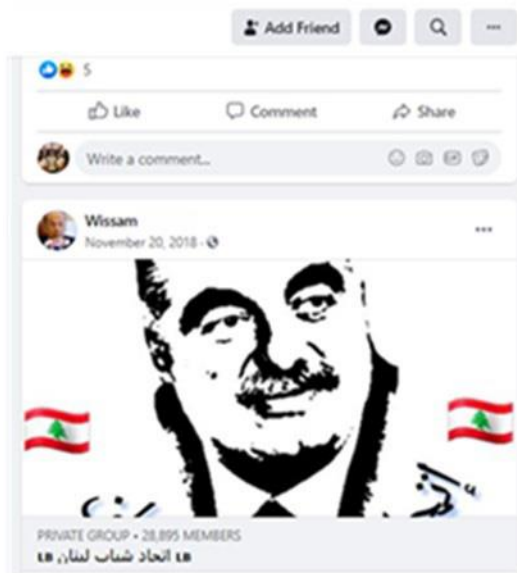 Add Friend
5
Like Comment Share
Write a comment...
Wissam
November 20, 2018
PRIVATE GROUP • 28,895 MEMBERS
LB اتحاد شباب لبنان LB